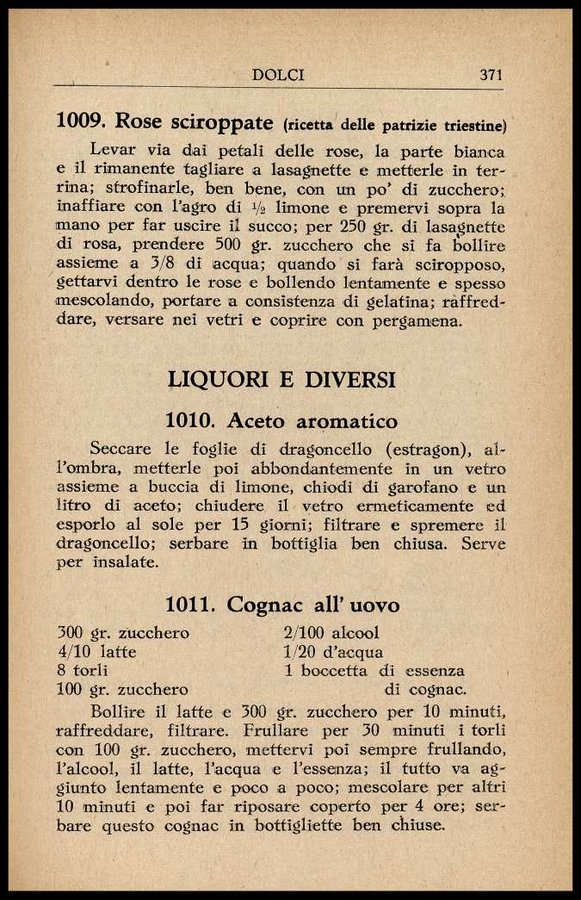 DOLCI 371
1009. Rose sciroppate (ricetta delle patrizie triestine)
Levar via dai petali delle rose, la parte bianca
e il rimanente tagliare a lasagnette e metterle in ter-
rina; strofinarle, ben bene, con un po' di zucchero;
inaffiare con l'agro di ½ limone e premervi sopra la
mano per far uscire il succo; per 250 gr. di lasagnette
di rosa, prendere 500 gr. zucchero che si fa bollire
assieme a 3/8 di acqua; quando si farà sciropposo,
gettarvi dentro le rose e bollendo lentamente e spesso
mescolando, portare a consistenza di gelatina; raffred-
dare, versare nei vetri e coprire con pergamena.
LIQUORI E DIVERSI
1010. Aceto aromatico
Seccare le foglie di dragoncello (estragon), al-
l'ombra, metterle poi abbondantemente in un vetro
assieme a buccia di limone, chiodi di garofano e un
litro di aceto; chiudere il vetro ermeticamente ed
esporlo al sole per 15 giorni; filtrare e spremere il
dragoncello; serbare in bottiglia ben chiusa. Serve
per insalate.
1011. Cognac all' uovo
300 gr. zucchero 2/100 alcool
4/10 latte 1/20 d'acqua
8 torli 1 boccetta di essenza
100 gr. zucchero di cognac.
Bollire il latte e 300 gr. zucchero per 10 minuti,
raffreddare, filtrare. Frullare per 30 minuti i torli
con 100 gr. zucchero, mettervi poi sempre frullando,
l'alcool, il latte, l'acqua e l'essenza; il tutto va ag-
giunto lentamente e poco a poco; mescolare per altri
10 minuti e poi far riposare coperto per 4 ore; ser-
bare questo cognac in bottigliette ben chiuse.